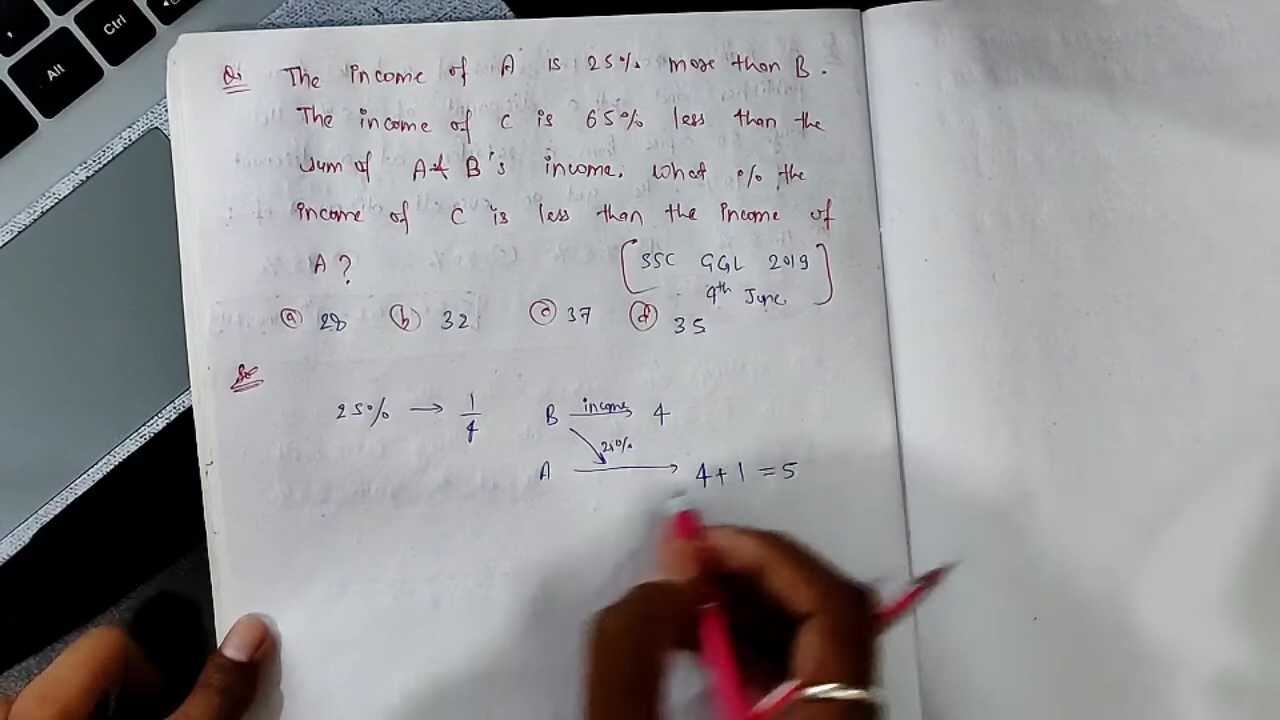 Ctrl
Alt
Q. The income of A is 25% more than B.
The income of C is 65% less than the
sum of A & B's income. What % the
income of C is less than the income of
A?
[SSC CGL 2019
4th June]
(a) 28 (b) 32 (c) 37 (d) 35
Sol
25% → 1/4 B income → 4
25%
A → 4+1 = 5